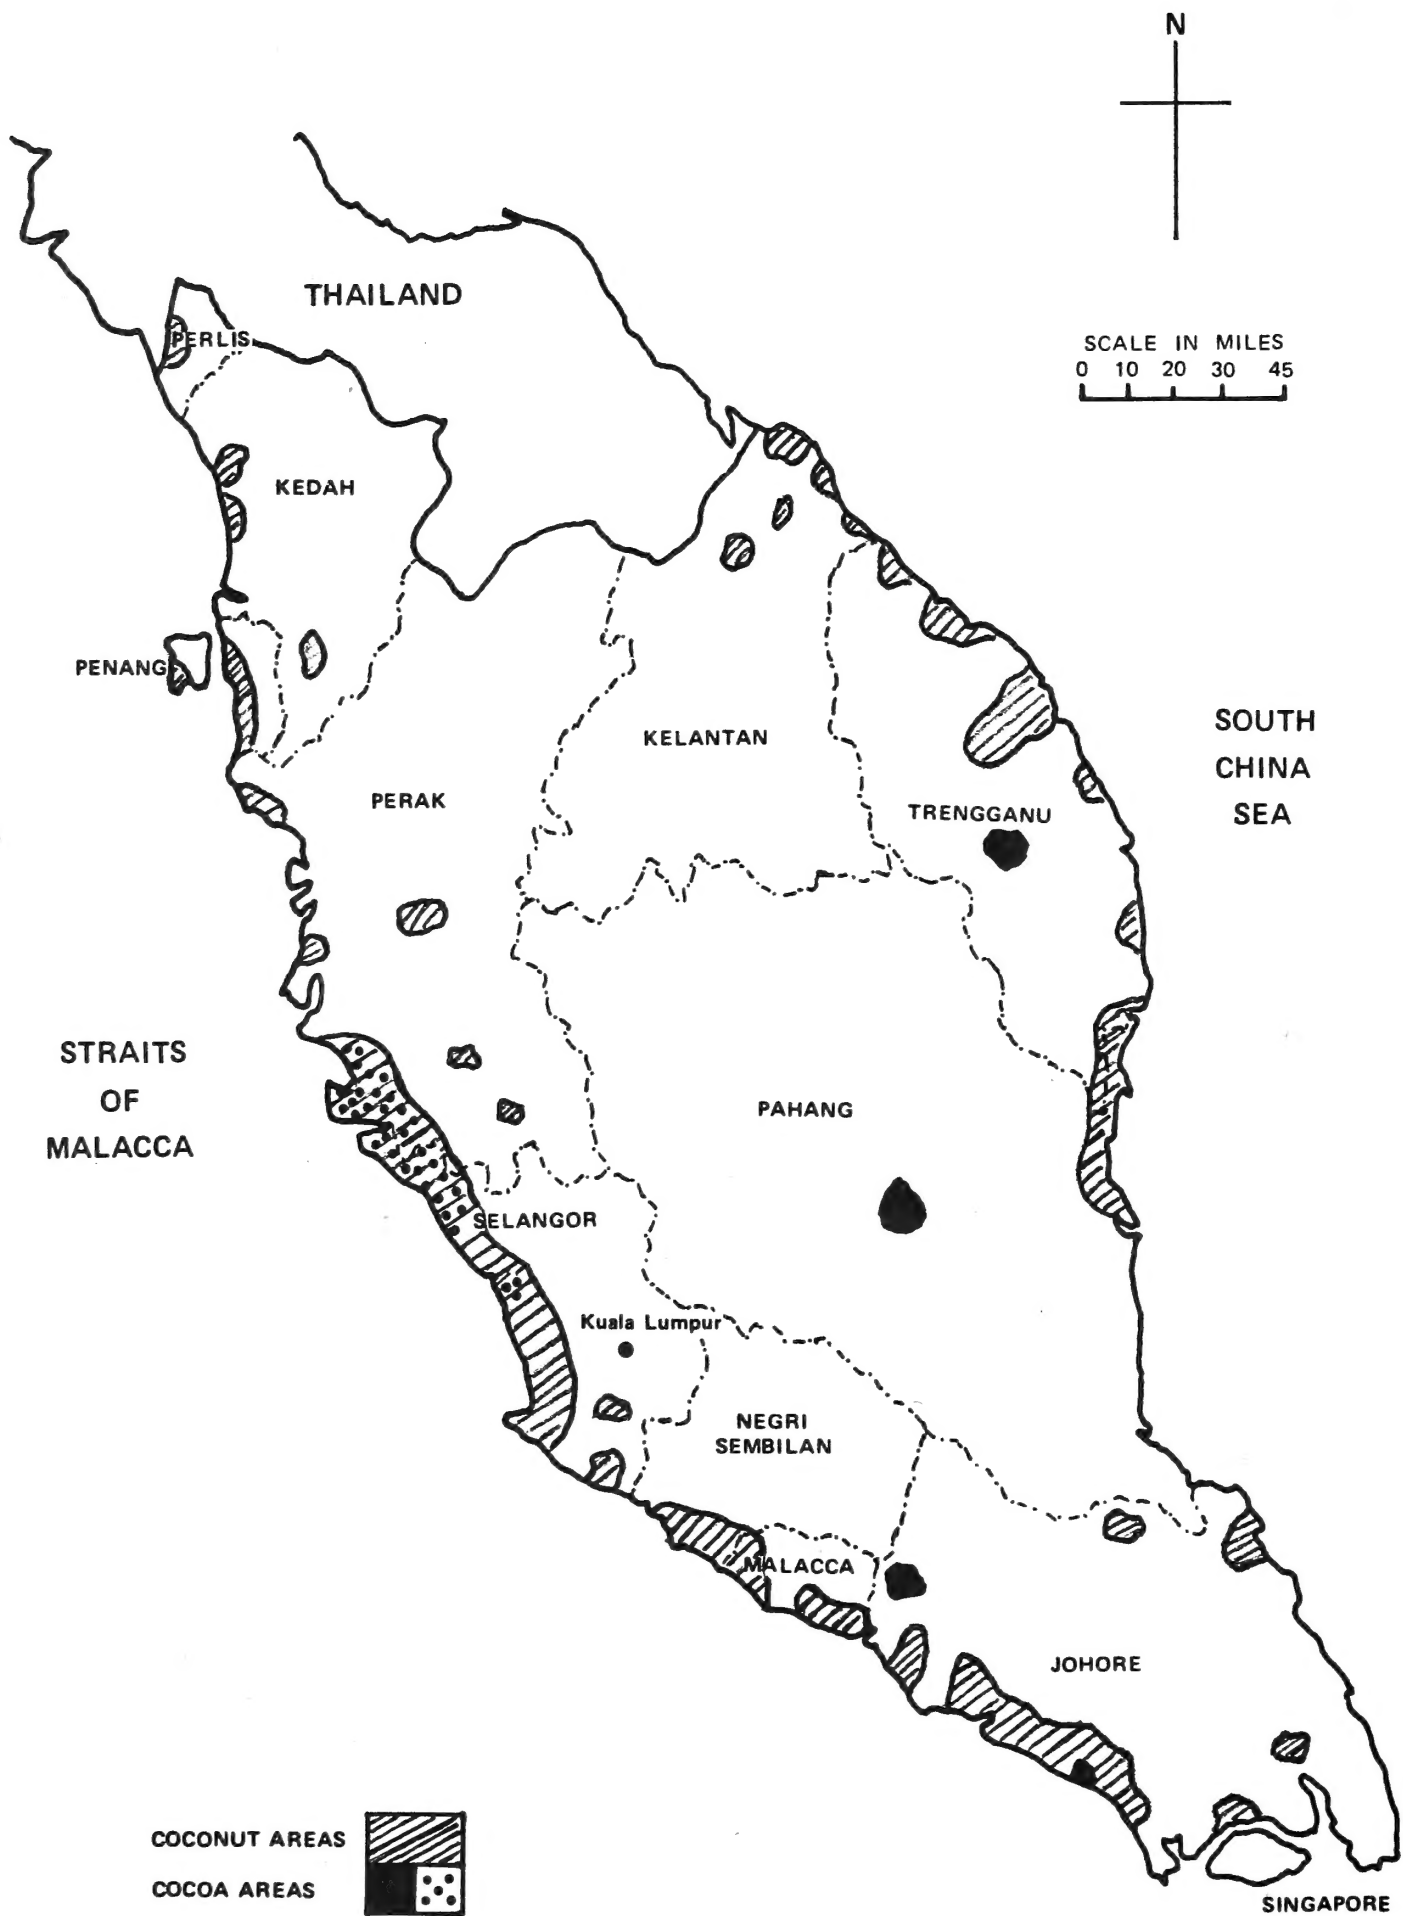 N
THAILAND
PERLIS
SCALE IN MILES
0 10 20 30 45
KEDAH
PENANG
KELANTAN
SOUTH
CHINA
SEA
PERAK
TRENGGANU
STRAITS
OF
MALACCA
PAHANG
SELANGOR
Kuala Lumpur
NEGRI
SEMBILAN
MALACCA
JOHORE
COCONUT AREAS
COCOA AREAS
SINGAPORE